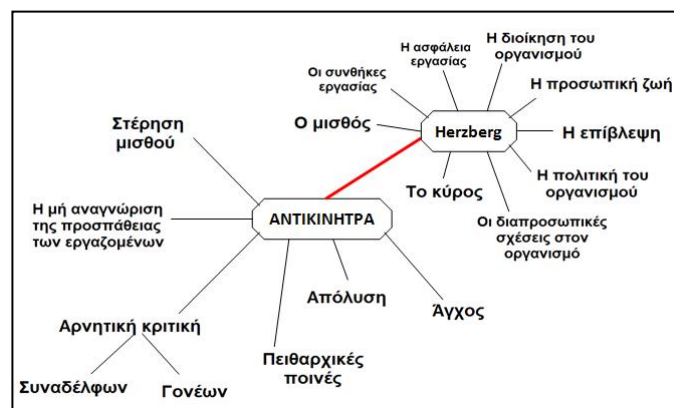 Η διοίκηση του
οργανισμού
Η ασφάλεια
εργασίας
Οι συνθήκες
εργασίας
Η προσωπική ζωή
Ο μισθός
Herzberg
Η επίβλεψη
Το κύρος
Η πολιτική του
οργανισμού
Οι διαπροσωπικές
σχέσεις στον
οργανισμό
Στέρηση
μισθού
Η μή αναγνώριση
της προσπάθειας
των εργαζομένων
ΑΝΤΙΚΙΝΗΤΡΑ
Απόλυση
Άγχος
Αρνητική κριτική
Πειθαρχικές
ποινές
Συναδέλφων
Γονέων